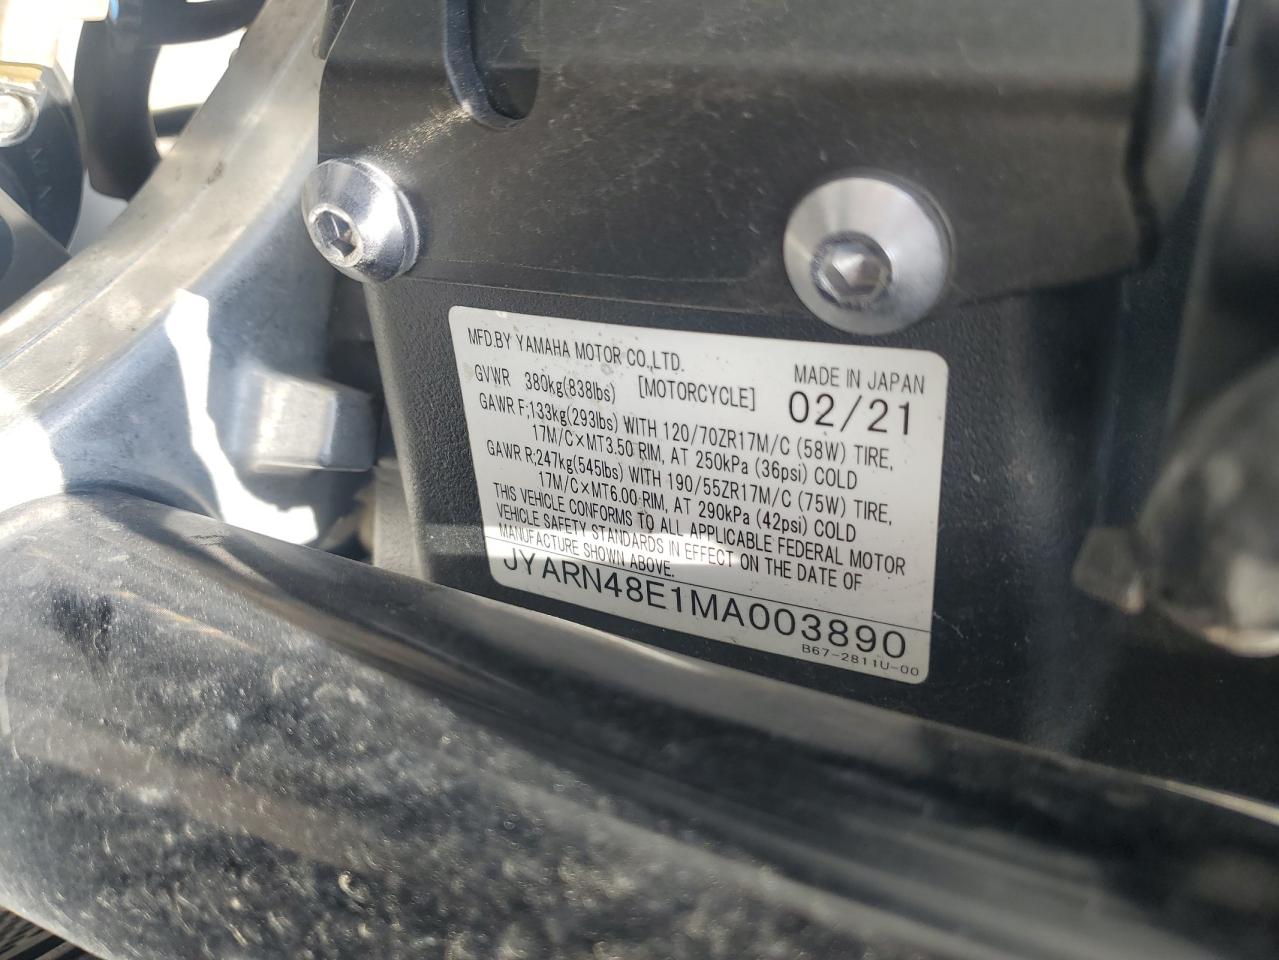 MFD.BY YAMAHA MOTOR CO.,LTD.
MADE IN JAPAN
GVWR 380kg(838lbs) [MOTORCYCLE] 02/21
GAWR F;133kg(293lbs) WITH 120/70ZR17M/C (58W) TIRE,
17M/C×MT3.50 RIM, AT 250kPa (36psi) COLD
GAWR R;247kg(545lbs) WITH 190/55ZR17M/C (75W) TIRE,
17M/C×MT6.00 RIM, AT 290kPa (42psi) COLD
THIS VEHICLE CONFORMS TO ALL APPLICABLE FEDERAL MOTOR
VEHICLE SAFETY STANDARDS IN EFFECT ON THE DATE OF
MANUFACTURE SHOWN ABOVE.
JYARN48E1MA003890
B67-2811U-00